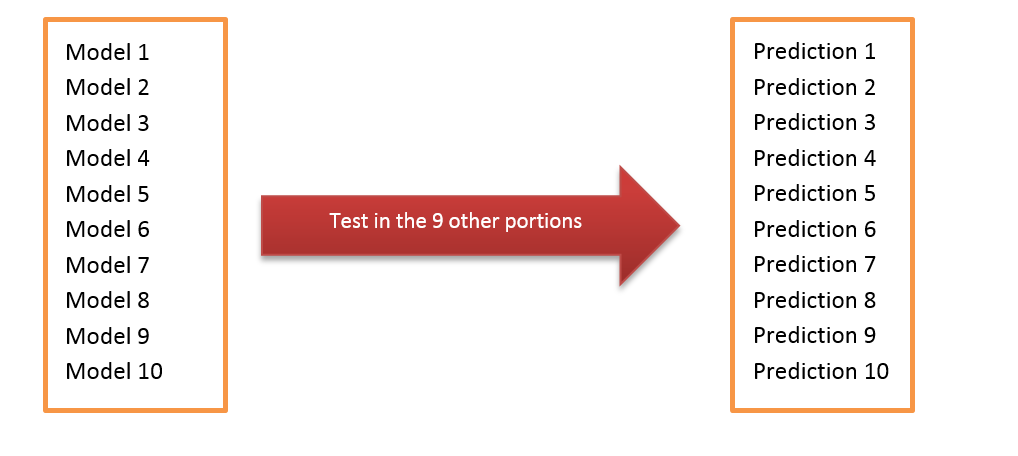 Model 1
Model 2
Model 3
Model 4
Model 5
Model 6
Model 7
Model 8
Model 9
Model 10
Test in the 9 other portions
Prediction 1
Prediction 2
Prediction 3
Prediction 4
Prediction 5
Prediction 6
Prediction 7
Prediction 8
Prediction 9
Prediction 10